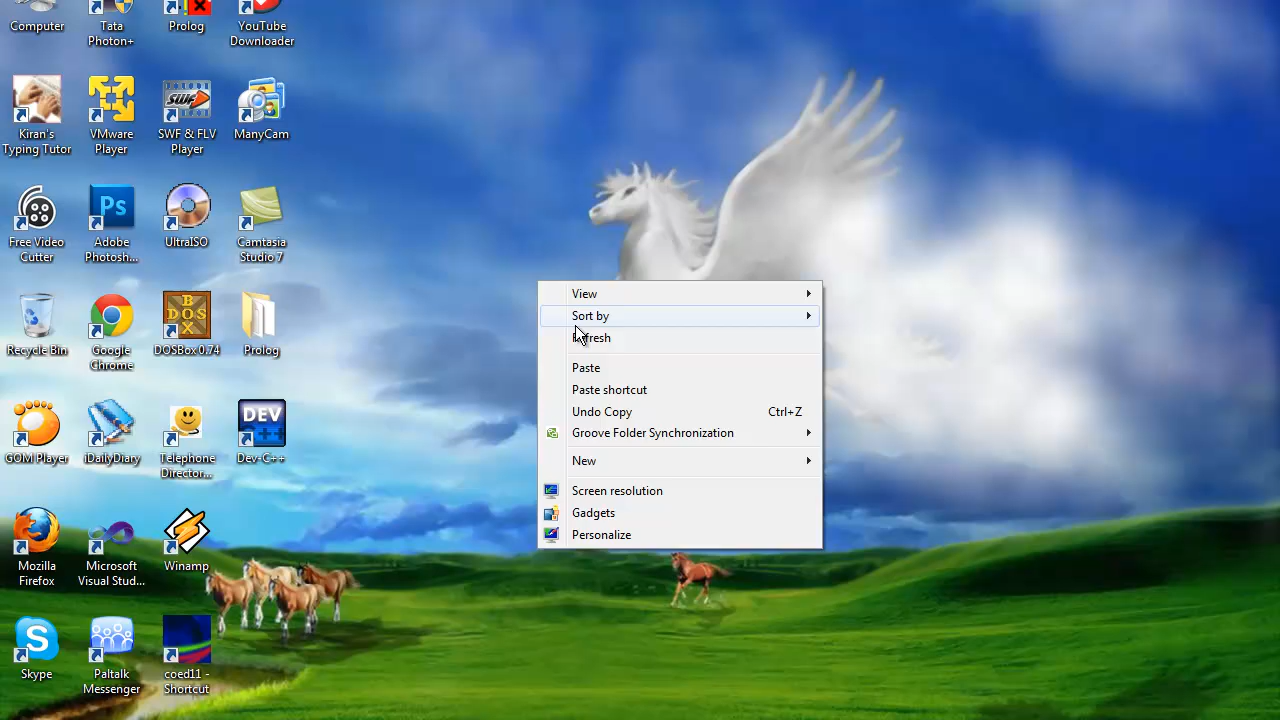 Computer
Tata
Photon+
Prolog
YouTube
Downloader
Kiran's
Typing Tutor
VMware
Player
SWF
SWF & FLV
Player
ManyCam
Free Video
Cutter
Ps
Adobe
Photosh...
UltraISO
Camtasia
Studio 7
Recycle Bin
Google
Chrome
DOSBox 0.74
Prolog
GOM Player
iDailyDiary
Telephone
Director...
DEV
Dev-C++
Mozilla
Firefox
Microsoft
Visual Stud...
Winamp
Skype
Paltalk
Messenger
coed11 -
Shortcut
View
Sort by
Refresh
Paste
Paste shortcut
Undo Copy Ctrl+Z
Groove Folder Synchronization
New
Screen resolution
Gadgets
Personalize